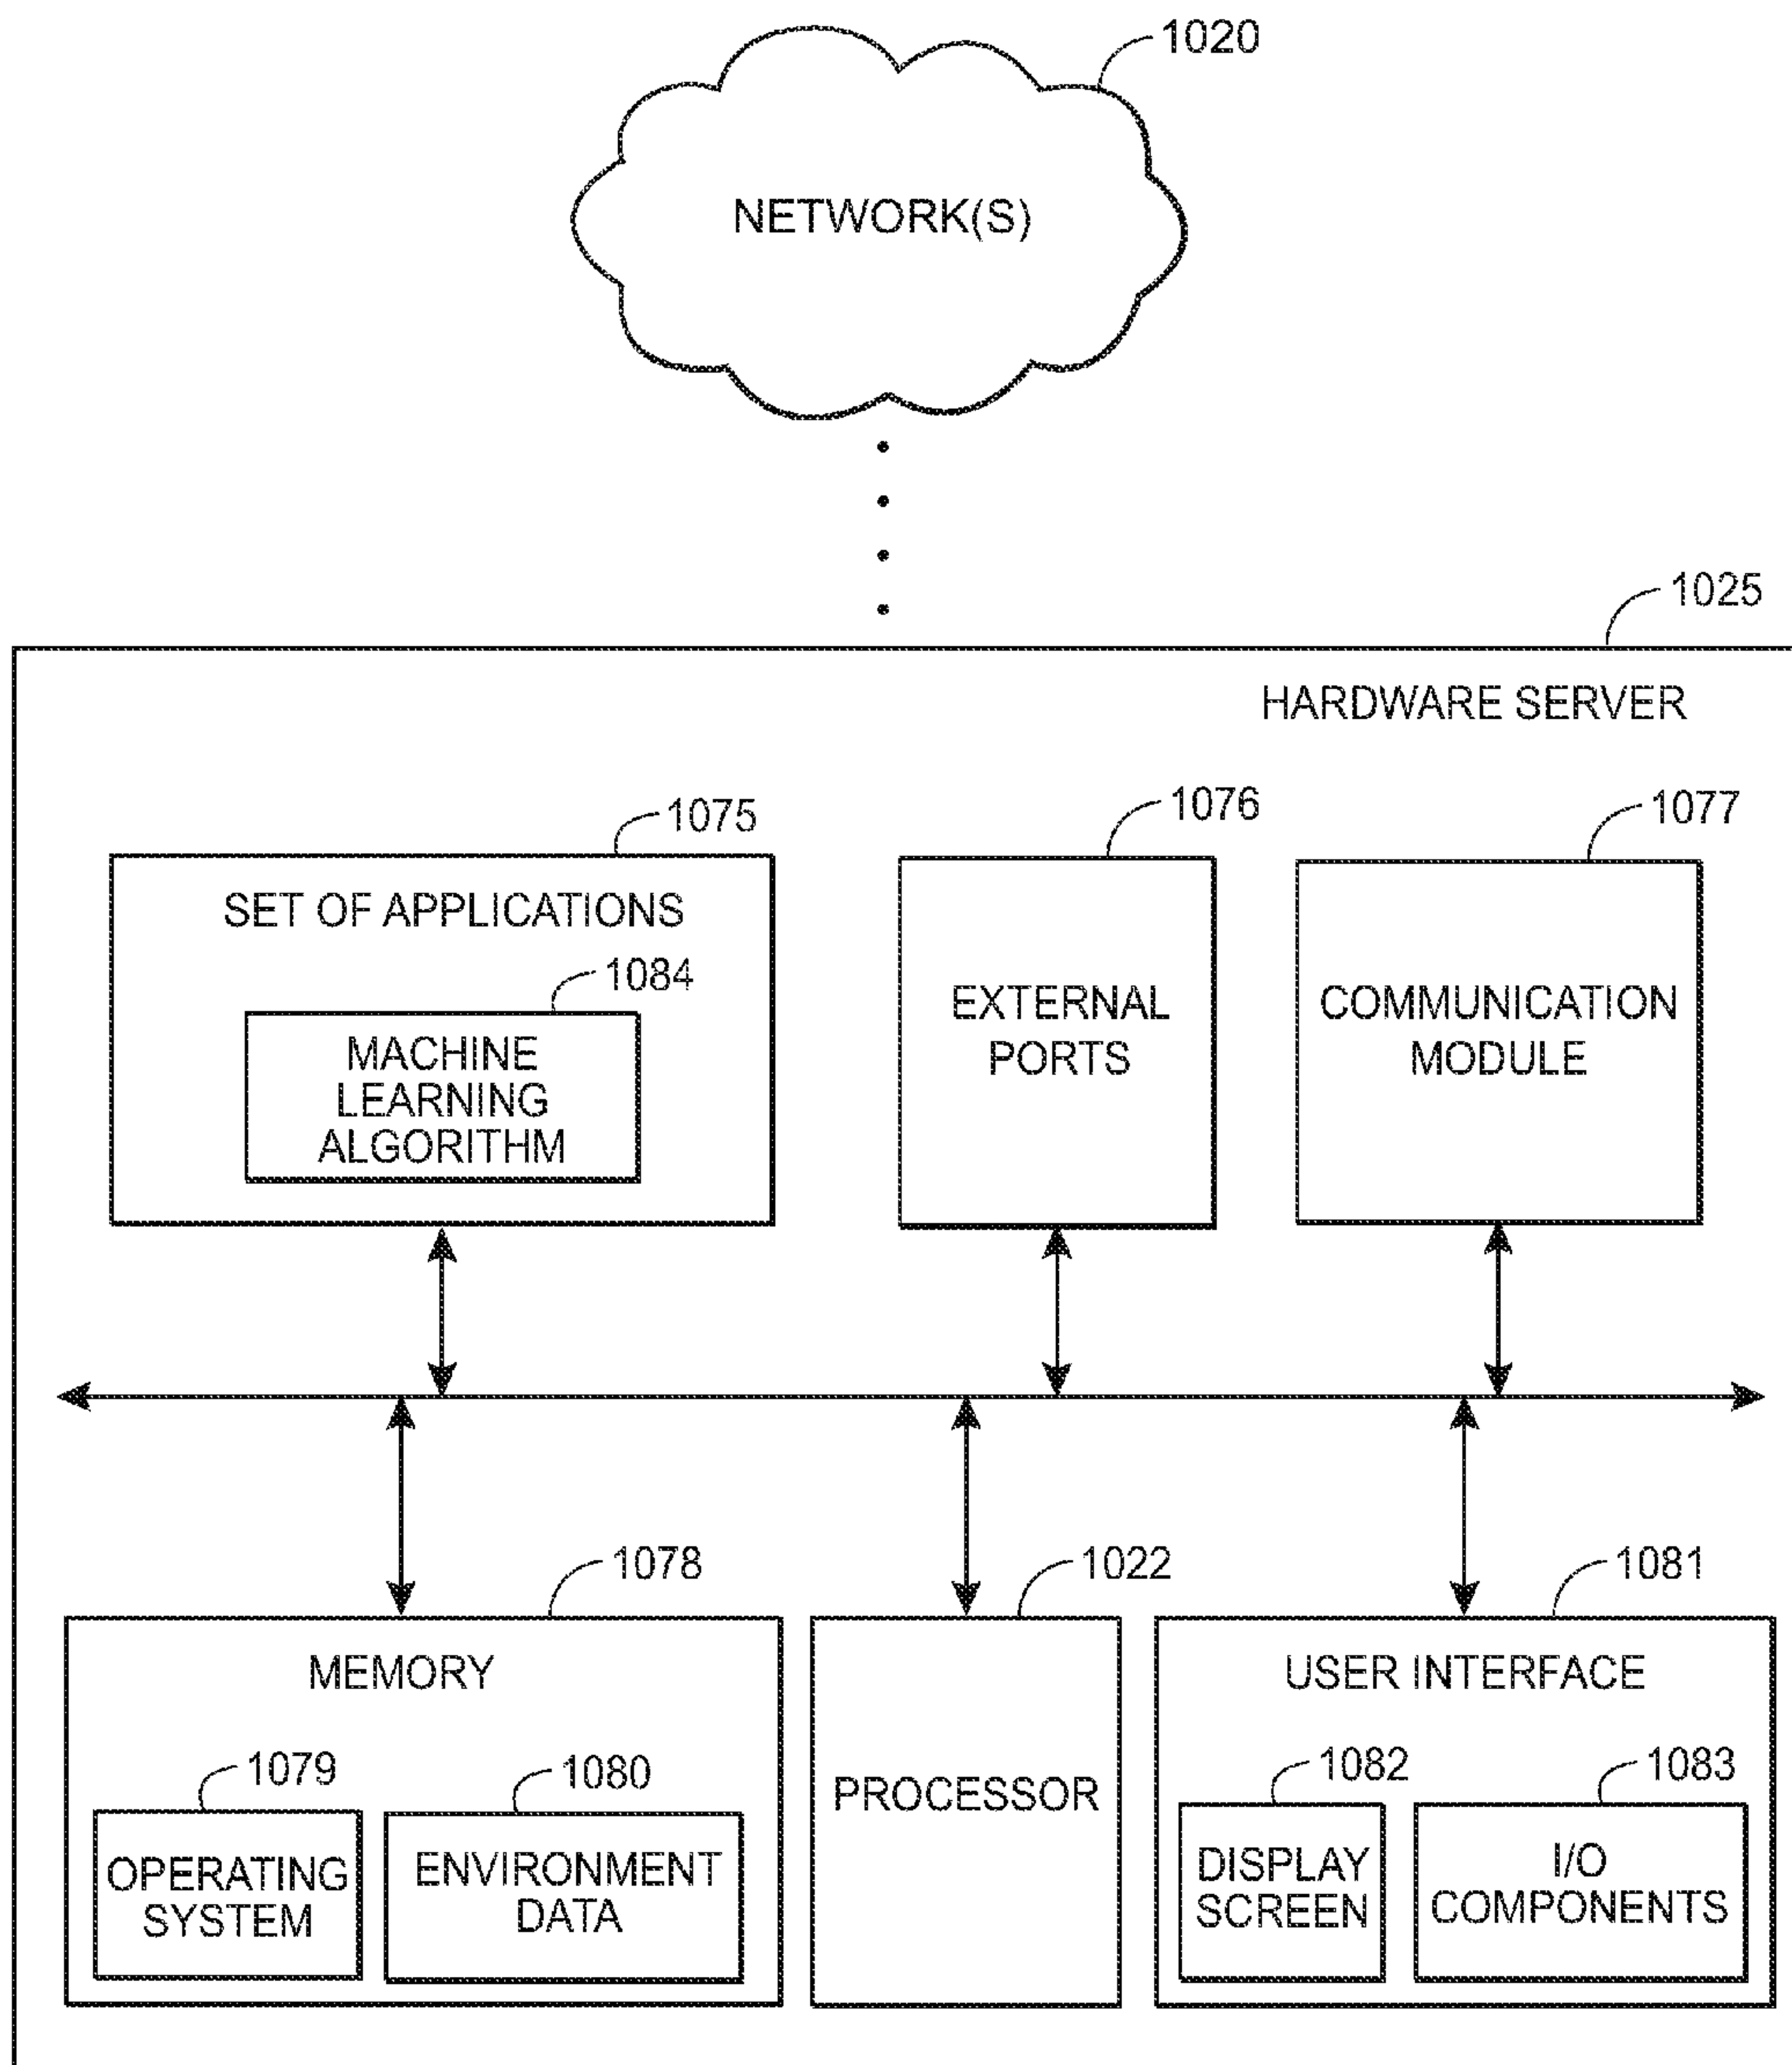 1020
NETWORK(S)
1025
HARDWARE SERVER
1075
1076
1077
SET OF APPLICATIONS
1084
MACHINE
LEARNING
ALGORITHM
EXTERNAL
PORTS
COMMUNICATION
MODULE
1078
1022
1081
MEMORY
1079
1080
OPERATING
SYSTEM
ENVIRONMENT
DATA
PROCESSOR
USER INTERFACE
1082
1083
DISPLAY
SCREEN
I/O
COMPONENTS